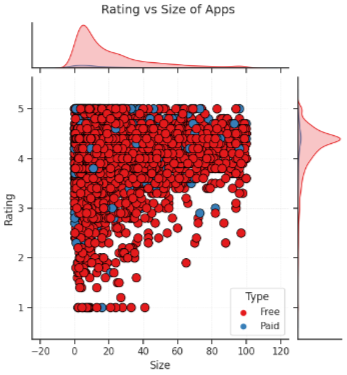 Rating vs Size of Apps
5
4
3
2
1
Rating
Type
Free
Paid
−20 0 20 40 60 80 100 120
Size